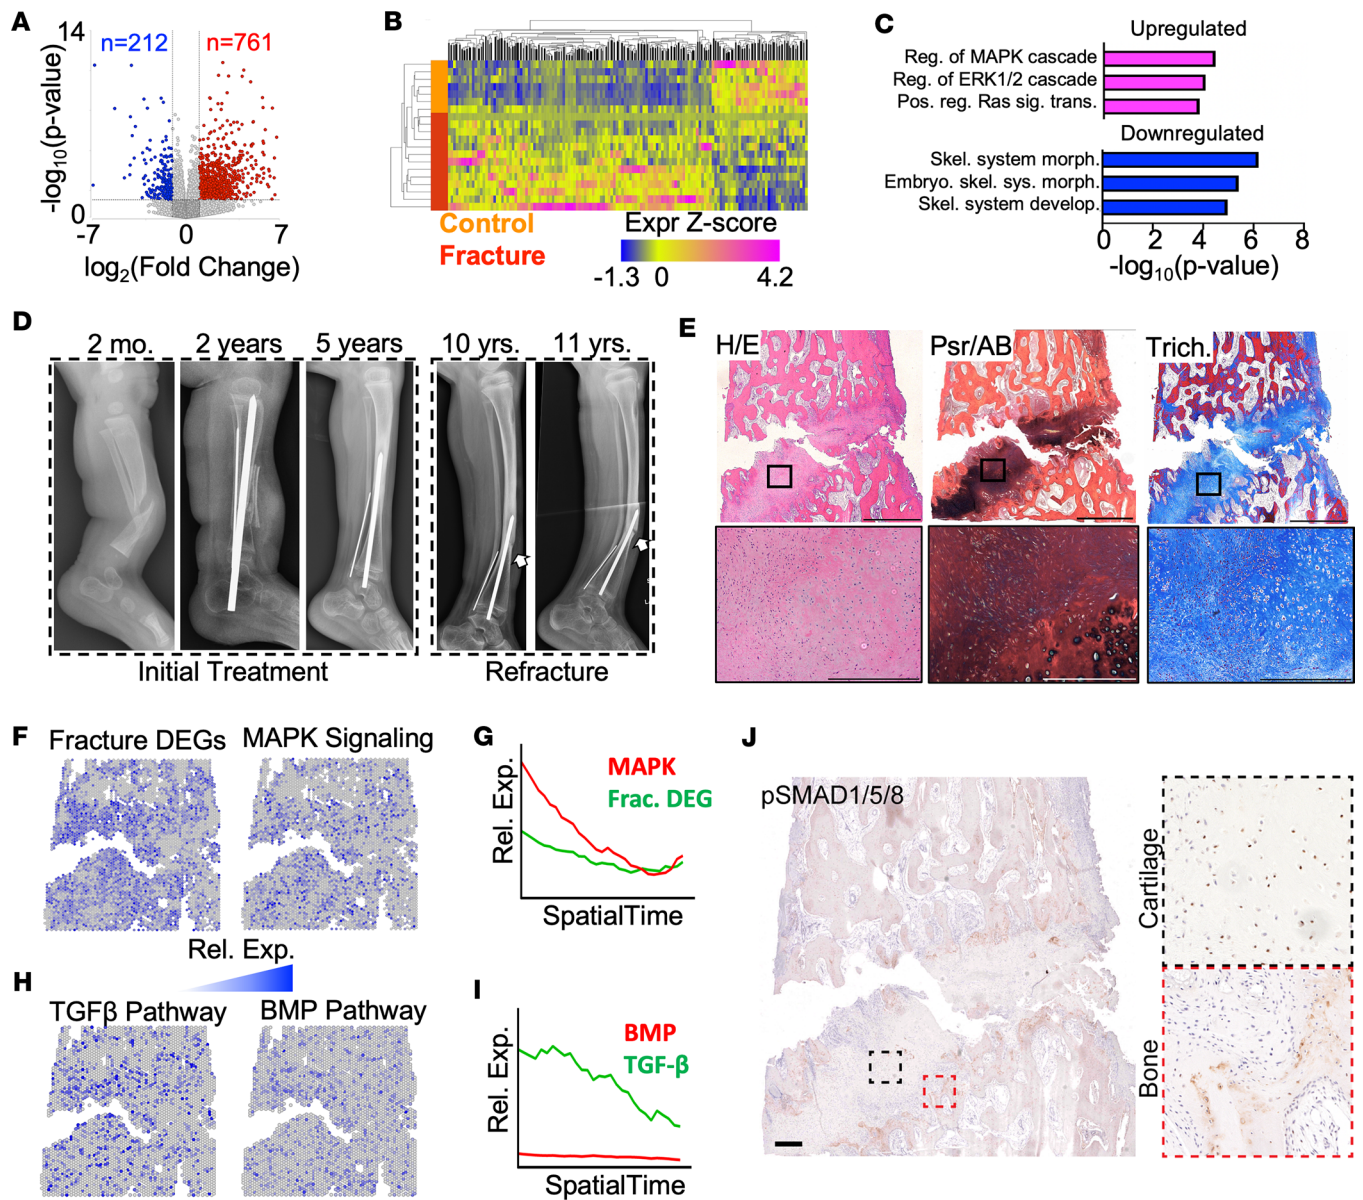 A
14
n=212
n=761
-log10(p-value)
0
-7
0
7
log2(Fold Change)
B
Control
Fracture
Expr Z-score
-1.3
0
4.2
C
Upregulated
Reg. of MAPK cascade
Reg. of ERK1/2 cascade
Pos. reg. Ras sig. trans.
Downregulated
Skel. system morph.
Embryo. skel. sys. morph.
Skel. system develop.
0
2
4
6
8
-log10(p-value)
D
2 mo.
2 years
5 years
10 yrs.
11 yrs.
Initial Treatment
Refracture
E
H/E
Psr/AB
Trich.
F
Fracture DEGs
MAPK Signaling
Rel. Exp.
G
Rel. Exp.
MAPK
Frac. DEG
SpatialTime
H
TGFβ Pathway
BMP Pathway
I
Rel. Exp.
BMP
TGF-β
SpatialTime
J
pSMAD1/5/8
Cartilage
Bone